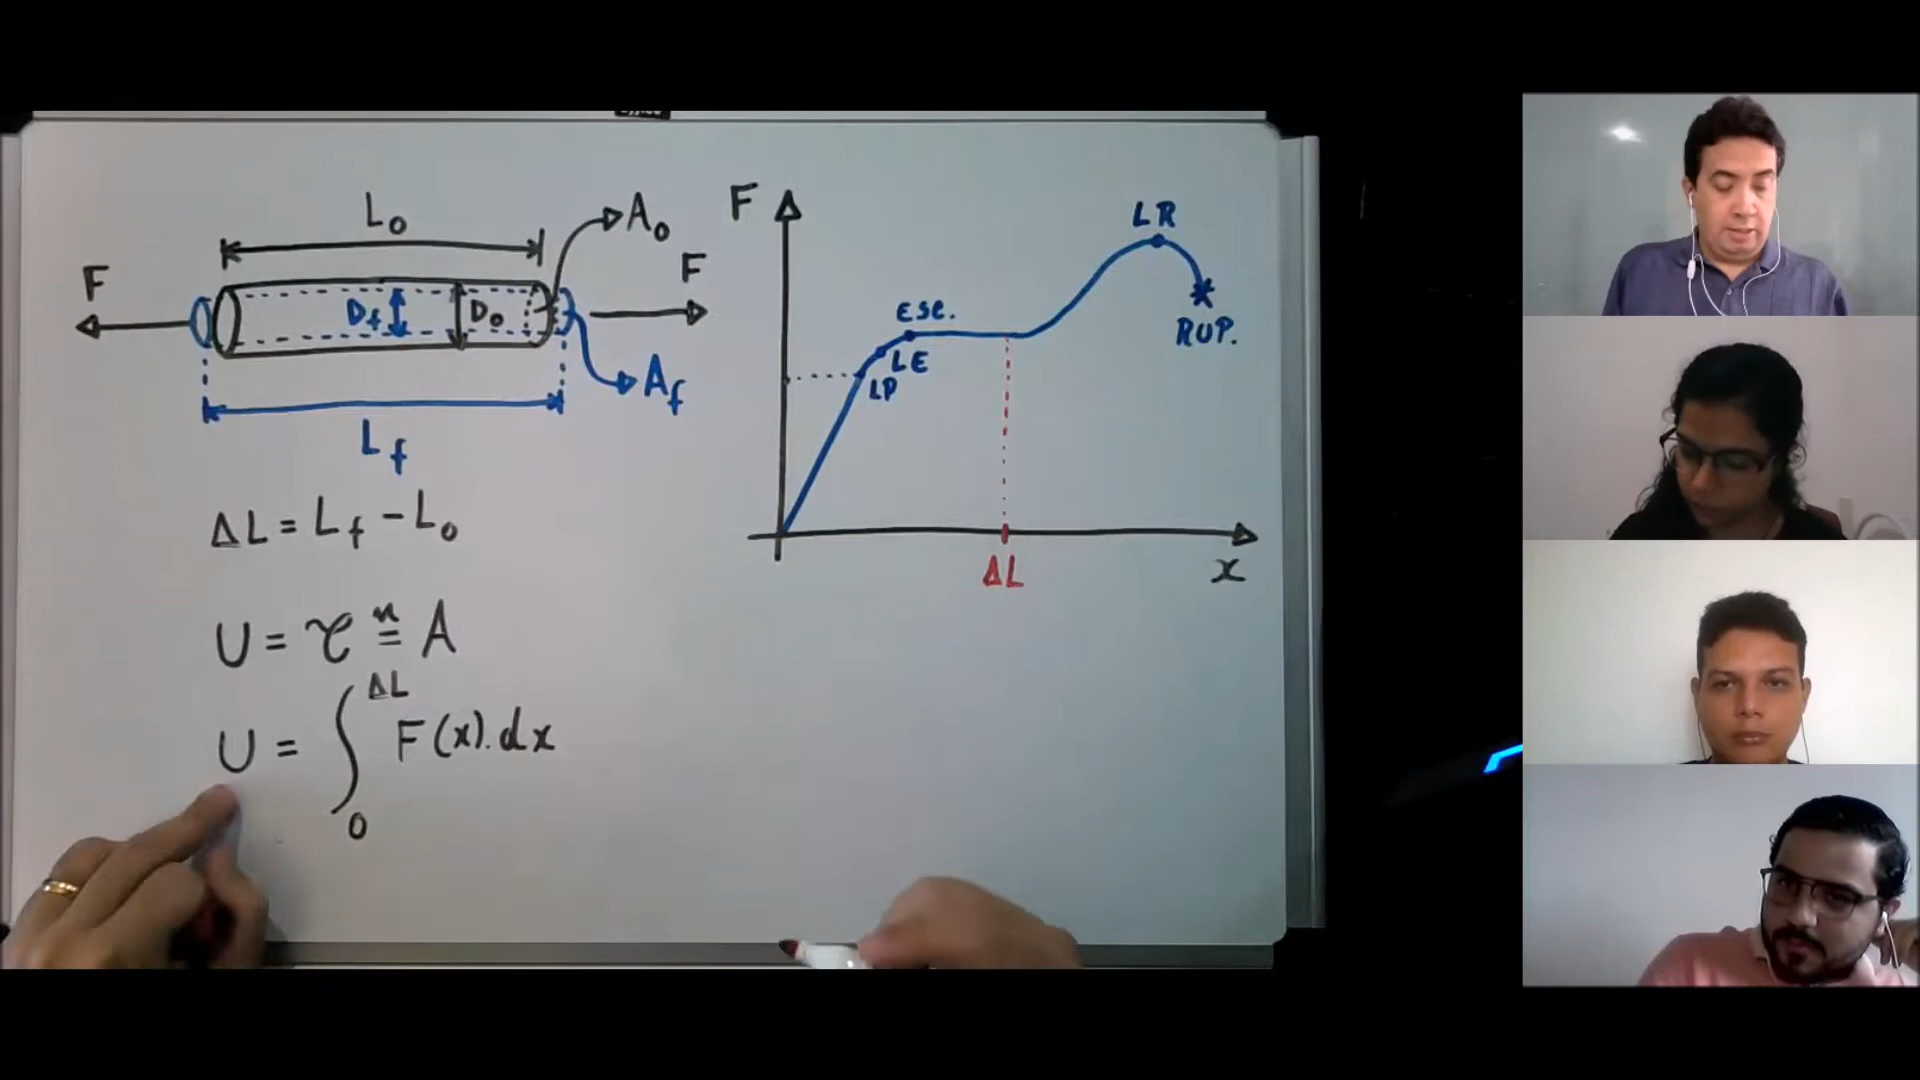 L₀
A₀
F
F
D_f
D₀
A_f
L_f
ΔL = L_f - L₀
U = τ ⁿ= A
U = ∫₀^ΔL F(x).dx
F
LR
ESC.
LE
LP
RUP.
ΔL
x